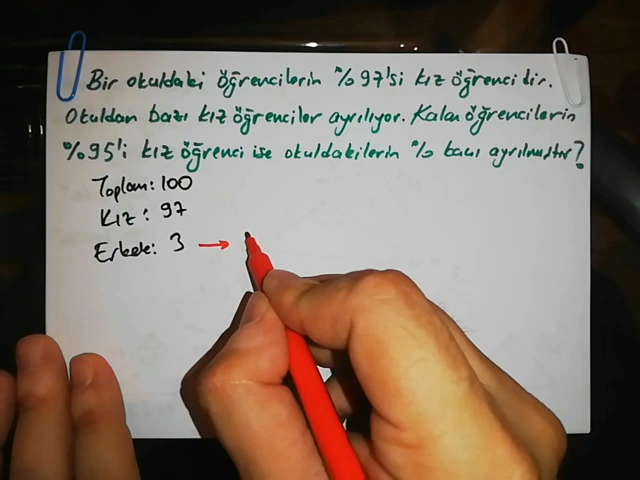 Bir okuldaki öğrencilerin %97'si kız öğrencidir.
Okuldan bazı kız öğrenciler ayrılıyor. Kalan öğrencilerin
%95'i kız öğrenci ise okuldakilerin % kaçı ayrılmıştır?
Toplam: 100
Kız: 97
Erkek: 3 →